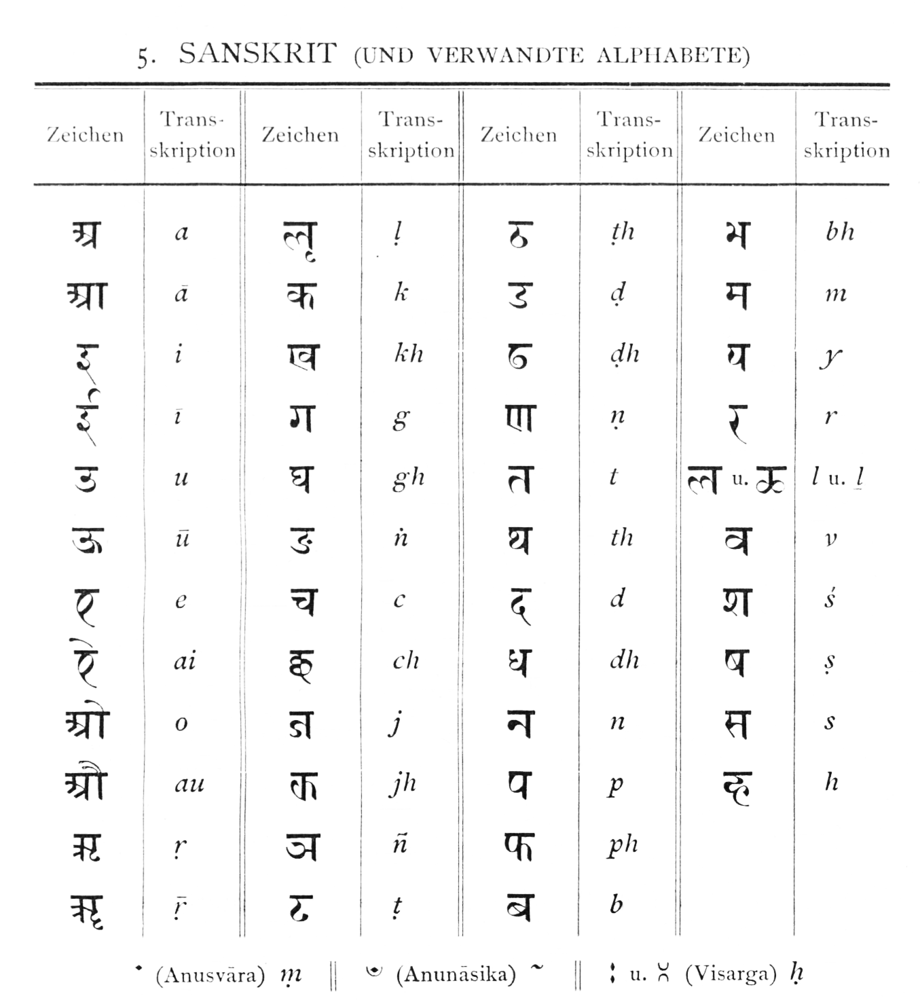 5. SANSKRIT (UND VERWANDTE ALPHABETE)
Zeichen Trans-skription Zeichen Trans-skription Zeichen Trans-skription Zeichen Trans-skription
अ a लृ ḷ ठ ṭh भ bh
आ ā क k ड ḍ म m
इ i ख kh ढ ḍh य y
ई ī ग g ण ṇ र r
उ u घ gh त t ल u. ळ l u. ḻ
ऊ ū ङ ṅ थ th व v
ए e च c द d श ś
ऐ ai छ ch ध dh ष ṣ
ओ o ज j न n स s
औ au झ jh प p ह h
ऋ ṛ ञ ñ फ ph
ॠ ṝ ट ṭ ब b
ं (Anusvāra) ṃ || ँ (Anunāsika) ~ || ः u. ≍ (Visarga) ḥ